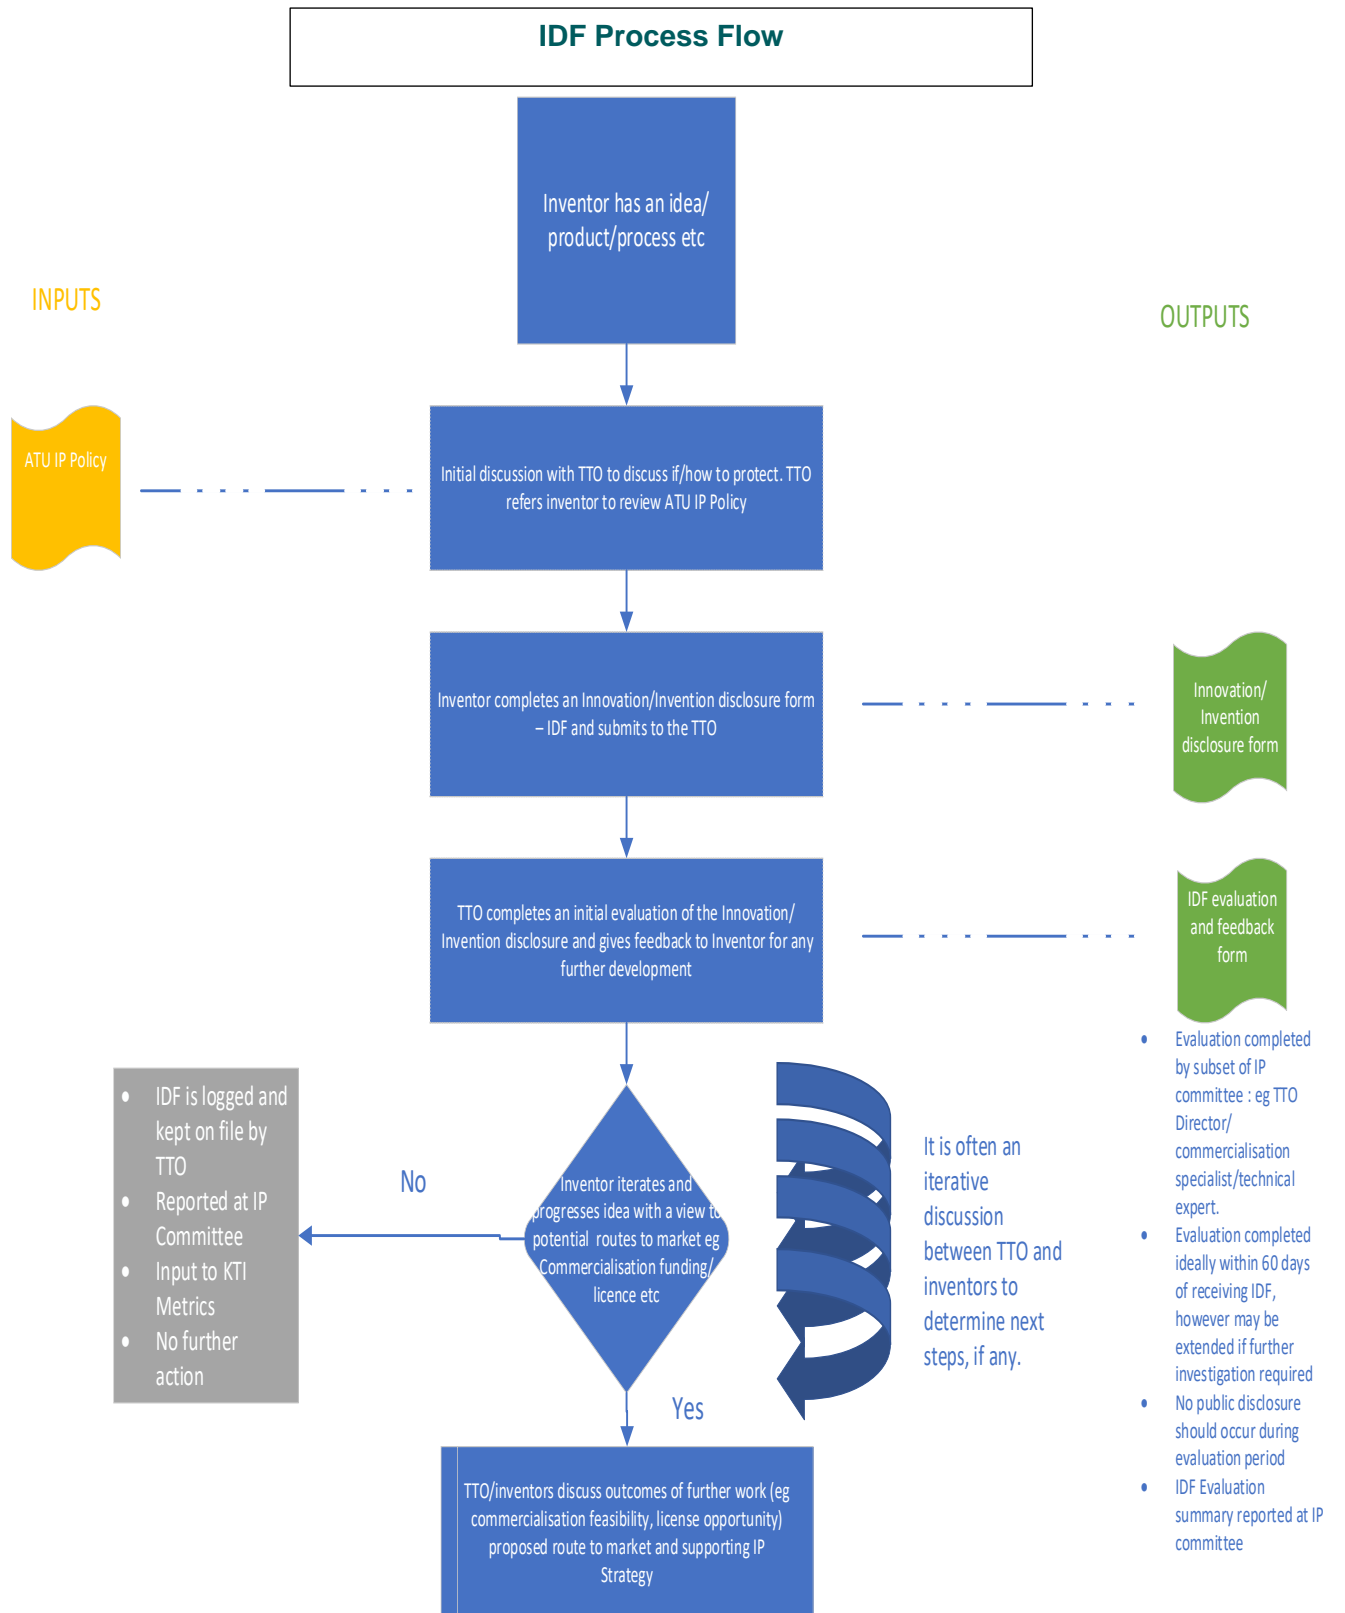 IDF Process Flow
Inventor has an idea/
product/process etc
INPUTS
OUTPUTS
ATU IP Policy
Initial discussion with TTO to discuss if/how to protect. TTO
refers inventor to review ATU IP Policy
Inventor completes an Innovation/Invention disclosure form
– IDF and submits to the TTO
Innovation/
Invention
disclosure form
TTO completes an initial evaluation of the Innovation/
Invention disclosure and gives feedback to Inventor for any
further development
IDF evaluation
and feedback
form
• Evaluation completed
by subset of IP
committee : eg TTO
Director/
commercialisation
specialist/technical
expert.
• Evaluation completed
ideally within 60 days
of receiving IDF,
however may be
extended if further
investigation required
• No public disclosure
should occur during
evaluation period
• IDF Evaluation
summary reported at IP
committee
• IDF is logged and
kept on file by
TTO
• Reported at IP
Committee
• Input to KTI
Metrics
• No further
action
No
Inventor iterates and
progresses idea with a view to
potential routes to market eg
Commercialisation funding/
licence etc
It is often an
iterative
discussion
between TTO and
inventors to
determine next
steps, if any.
Yes
TTO/inventors discuss outcomes of further work (eg
commercialisation feasibility, license opportunity)
proposed route to market and supporting IP
Strategy